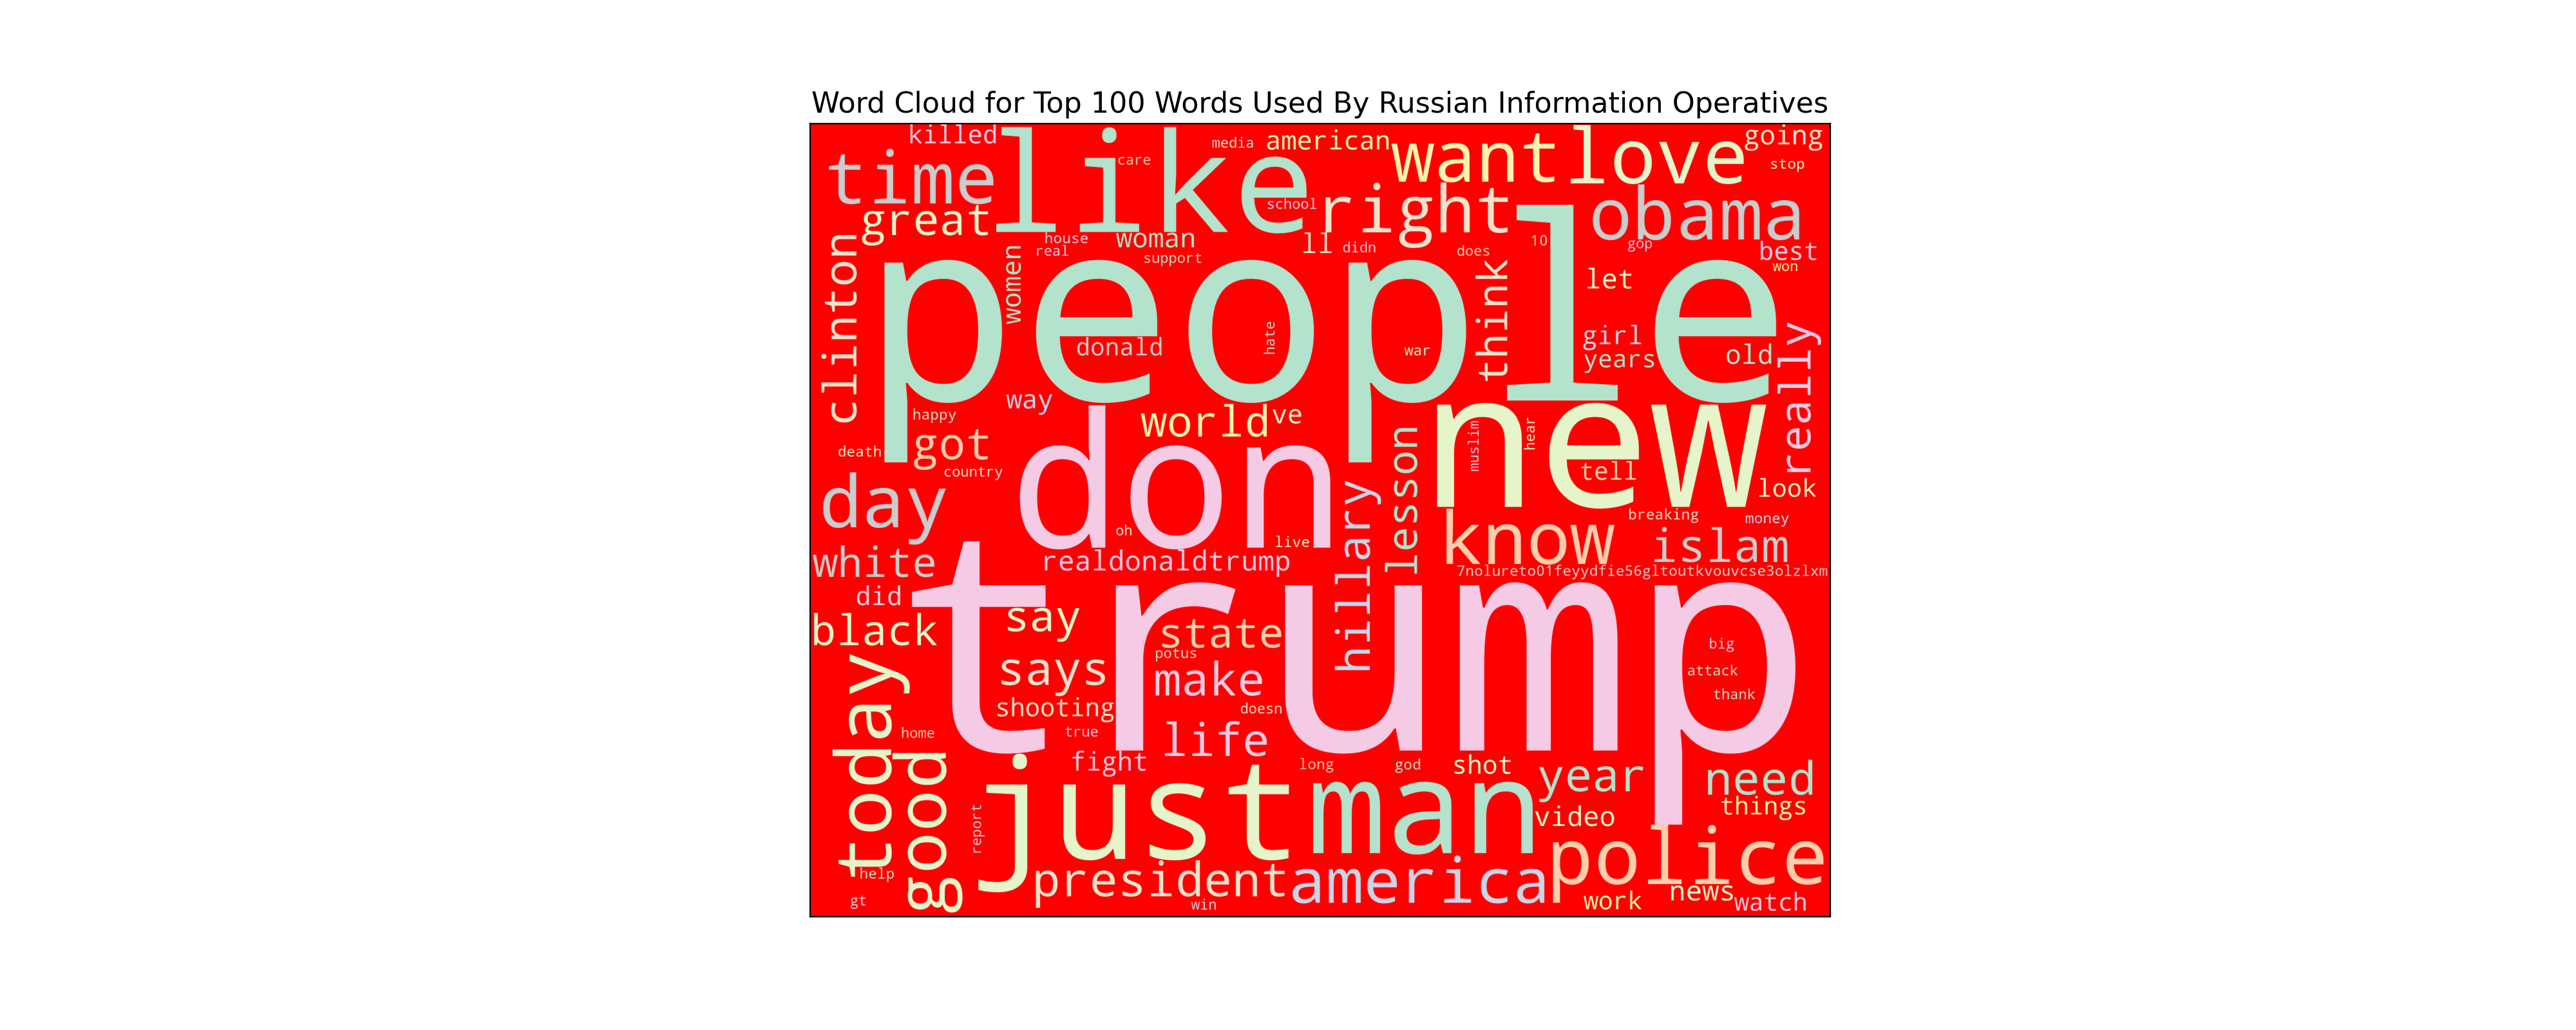 Word Cloud for Top 100 Words Used By Russian Information Operatives
killed
like
media
american
want
love
going
stop
care
time
great
school
right
obama
clinton
house
real
woman
support
ll
didn
does
10
gop
best
won
women
people
think
let
donald
hate
war
girl
years
old
really
happy
way
world
ve
new
muslim
hear
tell
look
death
got
country
don
lesson
hillary
day
oh
live
know
breaking
money
islam
white
realdonaldtrump
7nolureto01feyydfie56gltoutkvouvcse3olzlxm
did
trump
black
say
state
potus
says
make
big
attack
thank
today
shooting
doesn
home
true
life
fight
long
god
shot
year
need
things
good
just
man
video
report
police
help
president
america
work
news
watch
gt
win